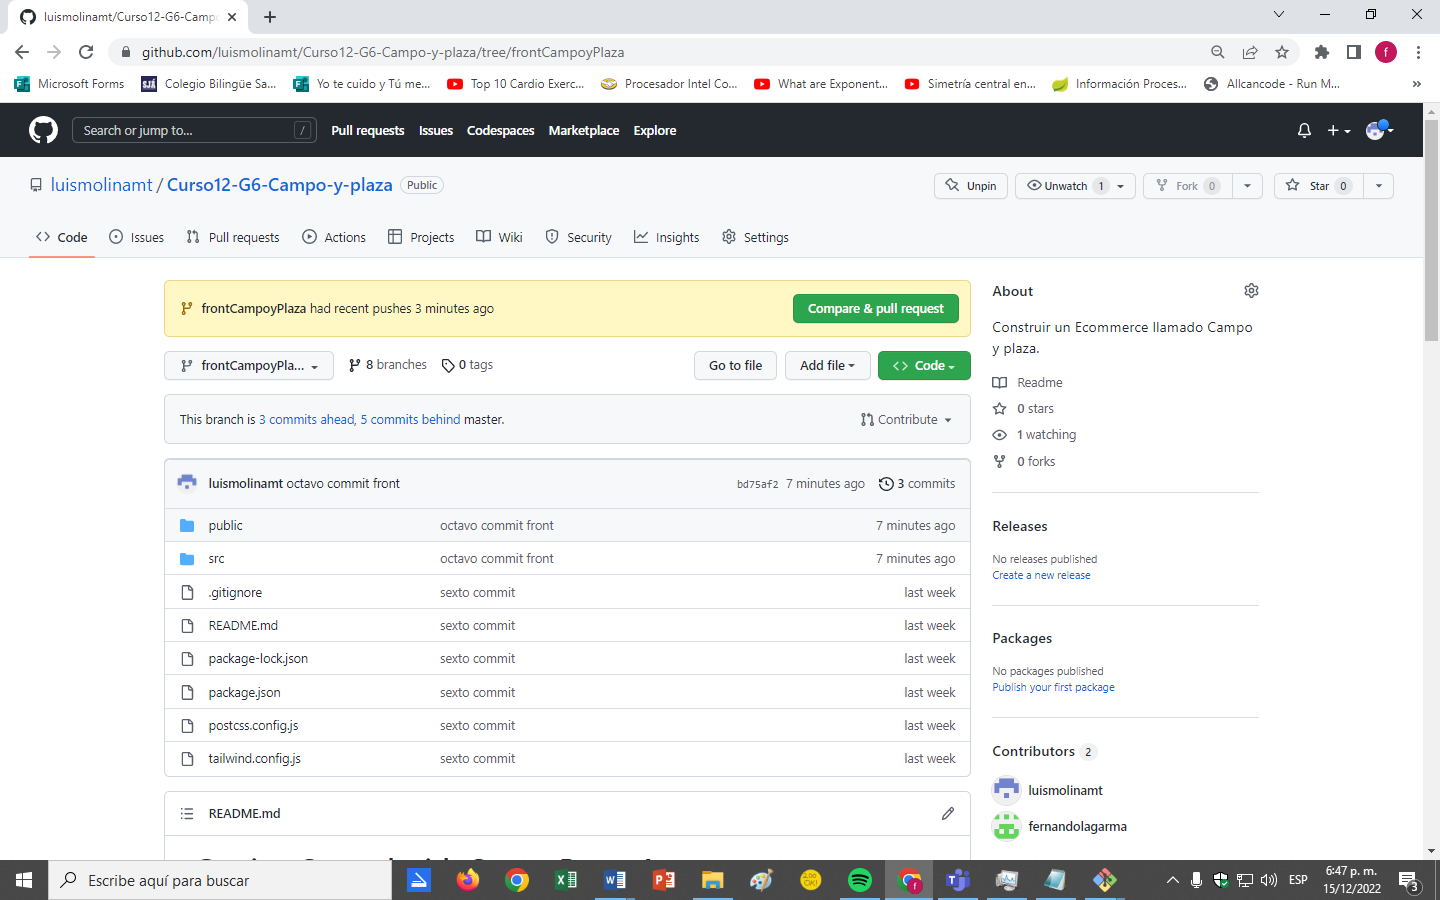 luismolinamt/Curso12-G6-Campo
github.com/luismolinamt/Curso12-G6-Campo-y-plaza/tree/frontCampoyPlaza
Microsoft Forms Colegio Bilingüe Sa... Yo te cuido y Tú me... Top 10 Cardio Exerc... Procesador Intel Co... What are Exponent... Simetría central en... Información Proces... Allcancode - Run M... »
Search or jump to... / Pull requests Issues Codespaces Marketplace Explore
luismolinamt / Curso12-G6-Campo-y-plaza Public Unpin Unwatch 1 Fork 0 Star 0
Code Issues Pull requests Actions Projects Wiki Security Insights Settings
frontCampoyPlaza had recent pushes 3 minutes ago Compare & pull request
frontCampoyPla... 8 branches 0 tags Go to file Add file Code
This branch is 3 commits ahead, 5 commits behind master. Contribute
luismolinamt octavo commit front bd75af2 7 minutes ago 3 commits
public octavo commit front 7 minutes ago
src octavo commit front 7 minutes ago
.gitignore sexto commit last week
README.md sexto commit last week
package-lock.json sexto commit last week
package.json sexto commit last week
postcss.config.js sexto commit last week
tailwind.config.js sexto commit last week
README.md
About
Construir un Ecommerce llamado Campo
y plaza.
Readme
0 stars
1 watching
0 forks
Releases
No releases published
Create a new release
Packages
No packages published
Publish your first package
Contributors 2
luismolinamt
fernandolagarma
Escribe aquí para buscar
ESP
6:47 p. m.
15/12/2022
3